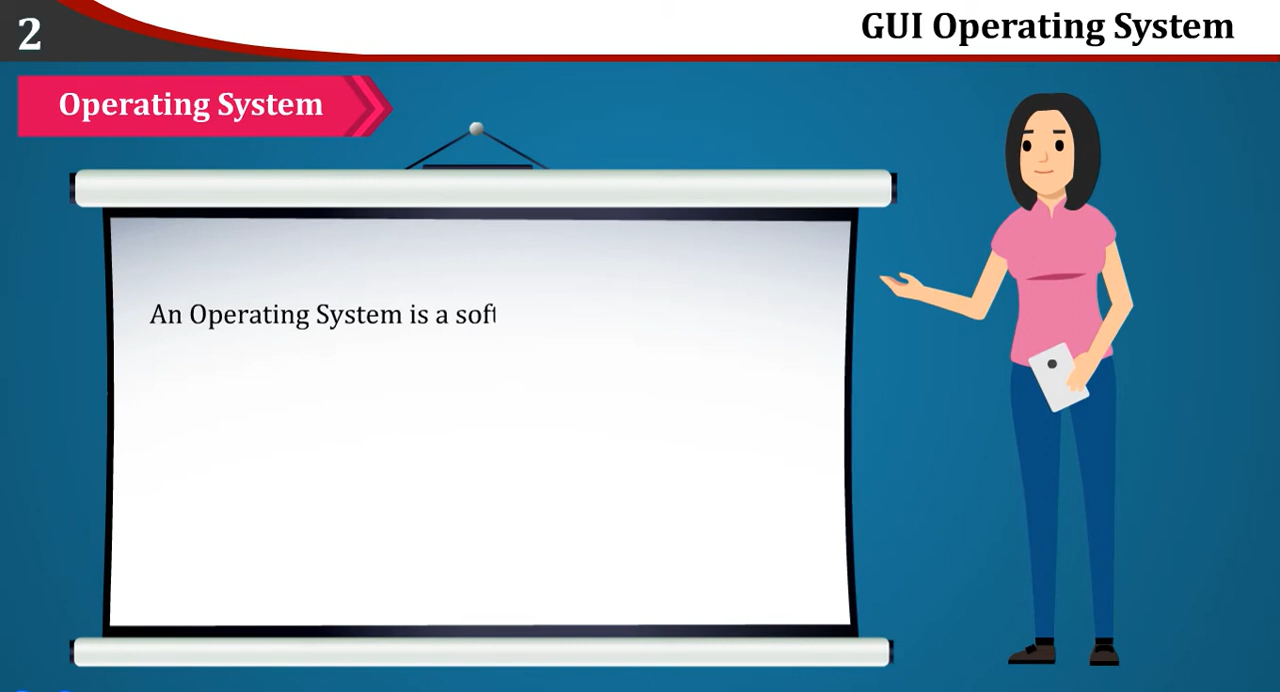 2
GUI Operating System
Operating System
An Operating System is a sof